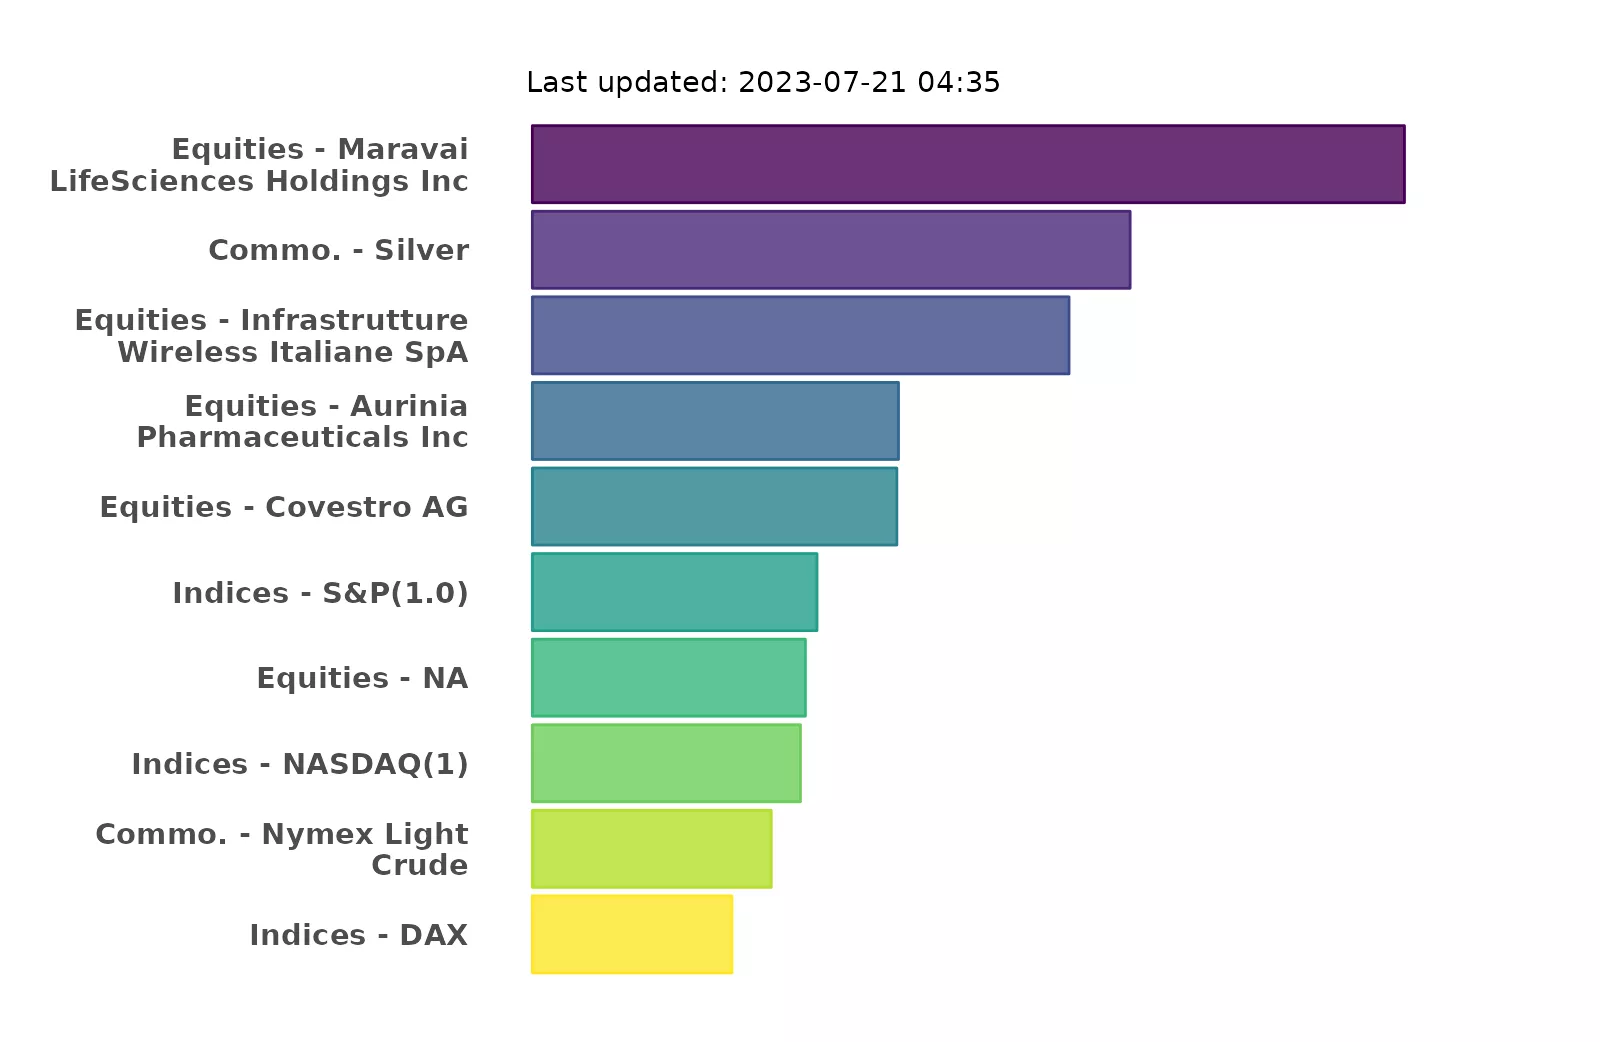 Last updated: 2023-07-21 04:35
Equities - Maravai
LifeSciences Holdings Inc
Commo. - Silver
Equities - Infrastrutture
Wireless Italiane SpA
Equities - Aurinia
Pharmaceuticals Inc
Equities - Covestro AG
Indices - S&P(1.0)
Equities - NA
Indices - NASDAQ(1)
Commo. - Nymex Light
Crude
Indices - DAX